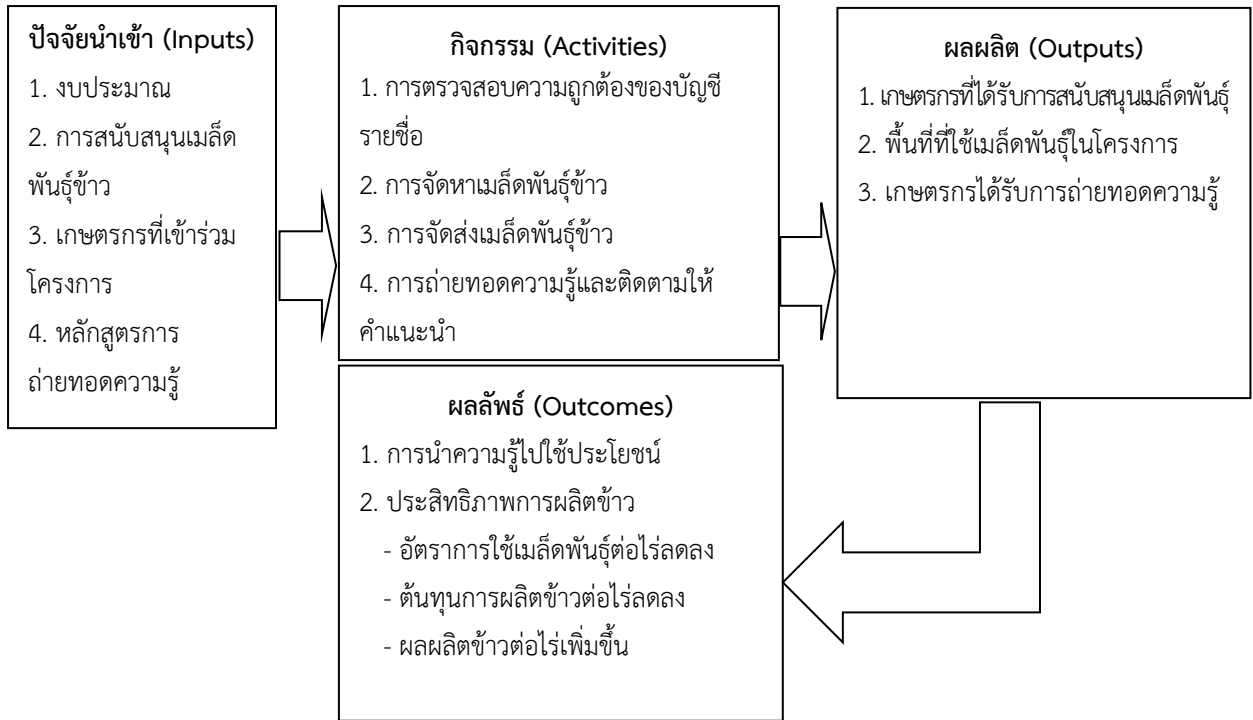 ปัจจัยนำเข้า (Inputs)
1. งบประมาณ
2. การสนับสนุนเมล็ด
พันธุ์ข้าว
3. เกษตรกรที่เข้าร่วม
โครงการ
4. หลักสูตรการ
ถ่ายทอดความรู้
กิจกรรม (Activities)
1. การตรวจสอบความถูกต้องของบัญชี
รายชื่อ
2. การจัดหาเมล็ดพันธุ์ข้าว
3. การจัดส่งเมล็ดพันธุ์ข้าว
4. การถ่ายทอดความรู้และติดตามให้
คำแนะนำ
ผลผลิต (Outputs)
1. เกษตรกรที่ได้รับการสนับสนุนเมล็ดพันธุ์
2. พื้นที่ที่ใช้เมล็ดพันธุ์ในโครงการ
3. เกษตรกรได้รับการถ่ายทอดความรู้
ผลลัพธ์ (Outcomes)
1. การนำความรู้ไปใช้ประโยชน์
2. ประสิทธิภาพการผลิตข้าว
- อัตราการใช้เมล็ดพันธุ์ต่อไร่ลดลง
- ต้นทุนการผลิตข้าวต่อไร่ลดลง
- ผลผลิตข้าวต่อไร่เพิ่มขึ้น